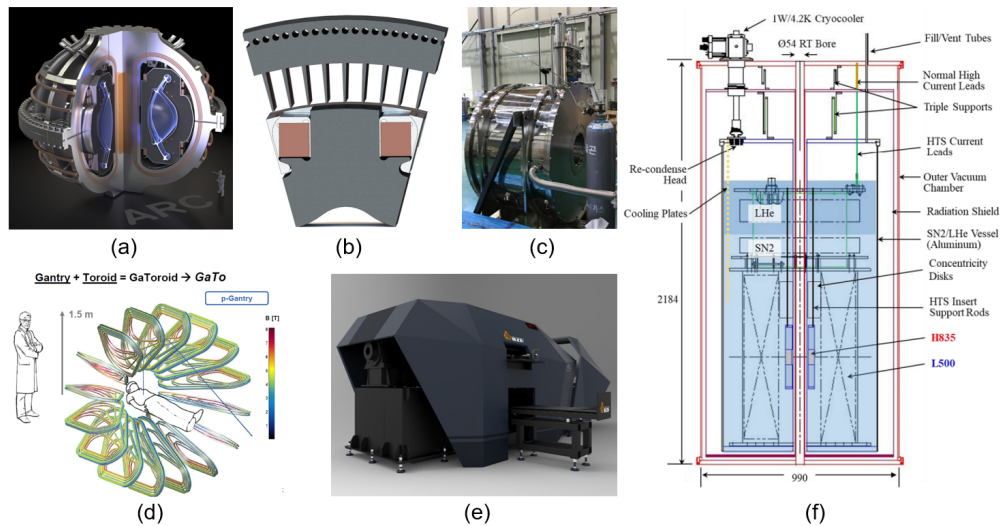 ARC
(a)
(b)
(c)
Gantry + Toroid = GaToroid → GaTo
p-Gantry
1.5 m
B [T]
(d)
(e)
1W/4.2K Cryocooler
Ø54 RT Bore
Fill/Vent Tubes
Normal High
Current Leads
Triple Supports
HTS Current
Leads
Outer Vacuum
Chamber
Radiation Shield
SN2/LHe Vessel
(Aluminum)
Concentricity
Disks
HTS Insert
Support Rods
H835
L500
Re-condense
Head
Cooling Plates
LHe
SN2
2184
990
(f)